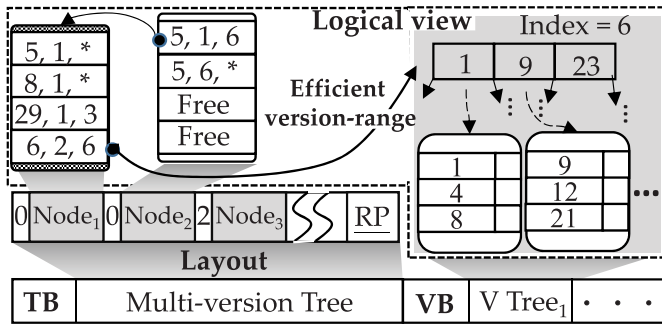 Logical view
Index = 6
5, 1, *
8, 1, *
29, 1, 3
6, 2, 6
5, 1, 6
5, 6, *
Free
Free
Efficient
version-range
1 9 23
1
4
8
9
12
21
0 Node₁ 0 Node₂ 2 Node₃ RP
Layout
TB Multi-version Tree VB V Tree₁ · · ·